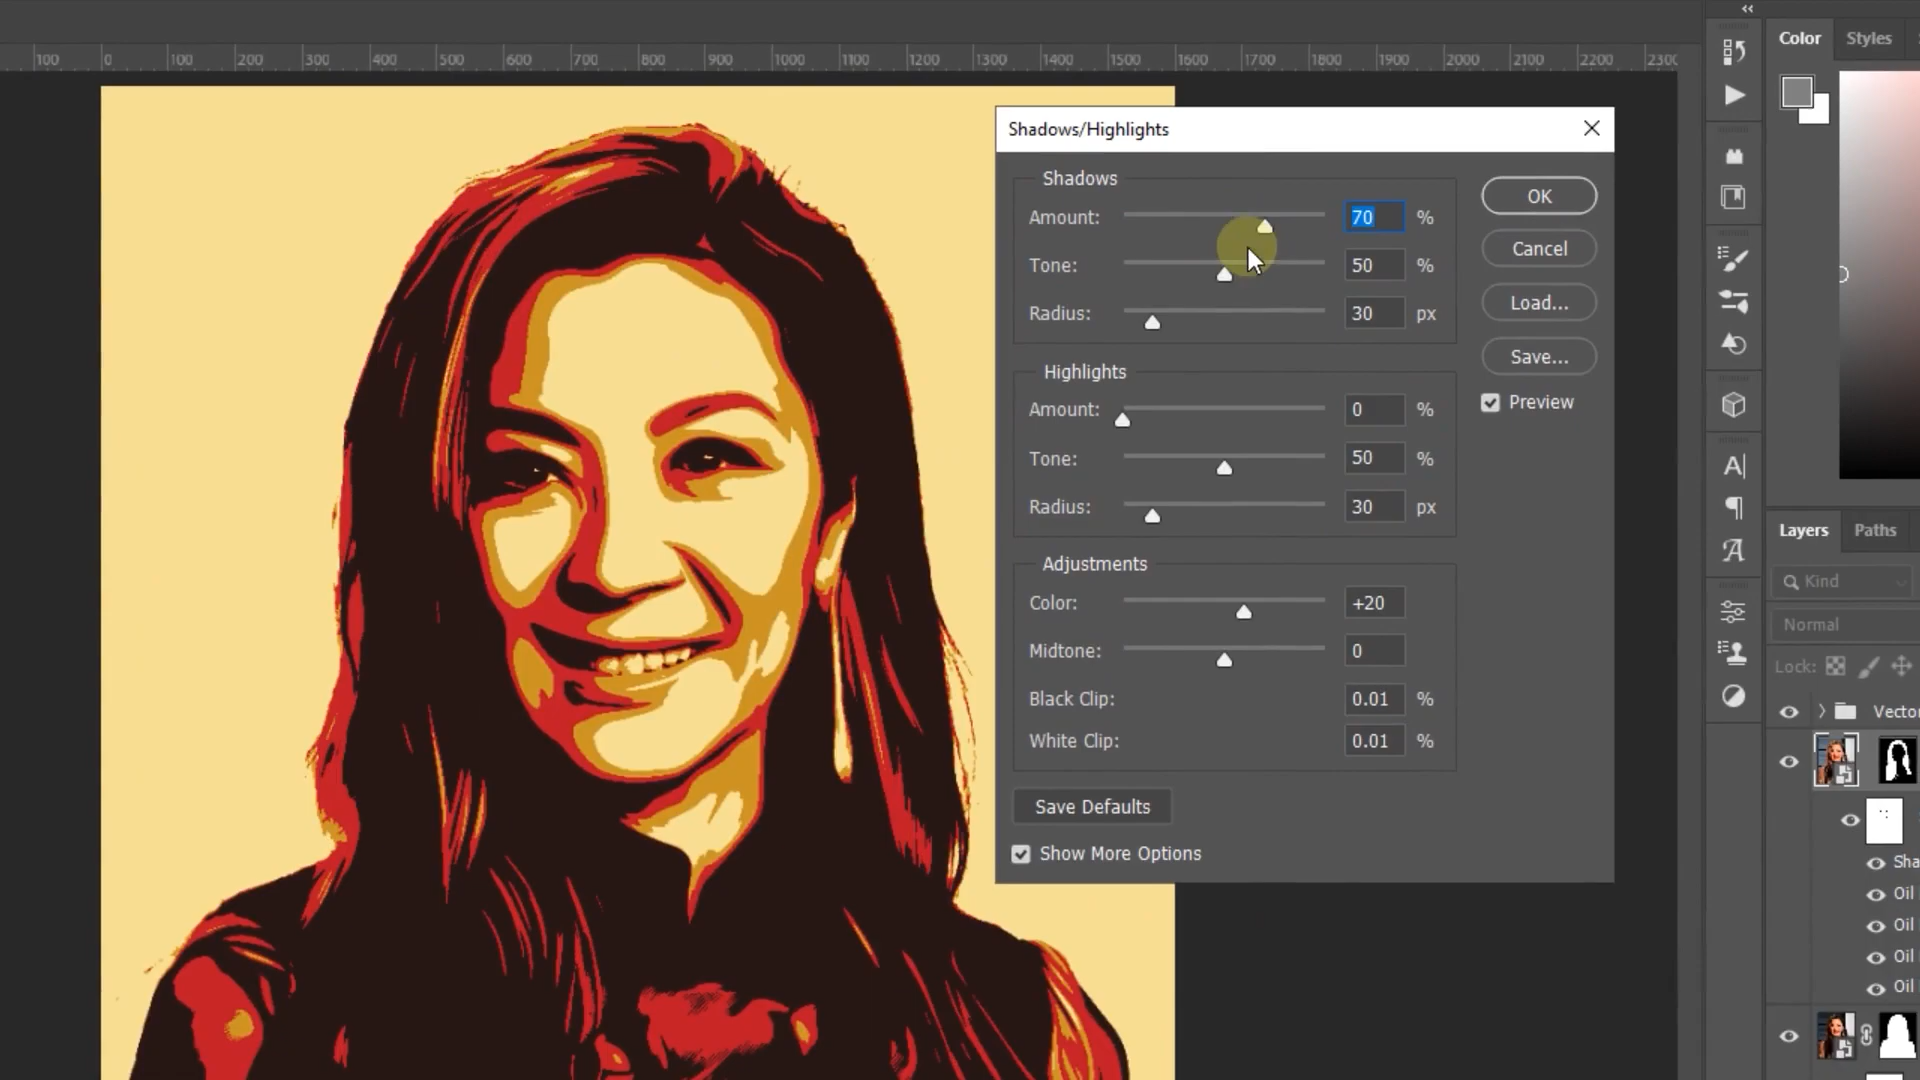 Color Styles
100 0 100 200 300 400 500 600 700 800 900 1000 1100 1200 1300 1400 1500 1600 1700 1800 1900 2000 2100 2200
Shadows/Highlights
Shadows
Amount: 70 %
Tone: 50 %
Radius: 30 px
Highlights
Amount: 0 %
Tone: 50 %
Radius: 30 px
Adjustments
Color: +20
Midtone: 0
Black Clip: 0.01 %
White Clip: 0.01 %
Save Defaults
Show More Options
OK
Cancel
Load...
Save...
Preview
Layers Paths
Kind
Normal
Lock:
Vecto
Sha
Oil
Oil
Oil
Oil